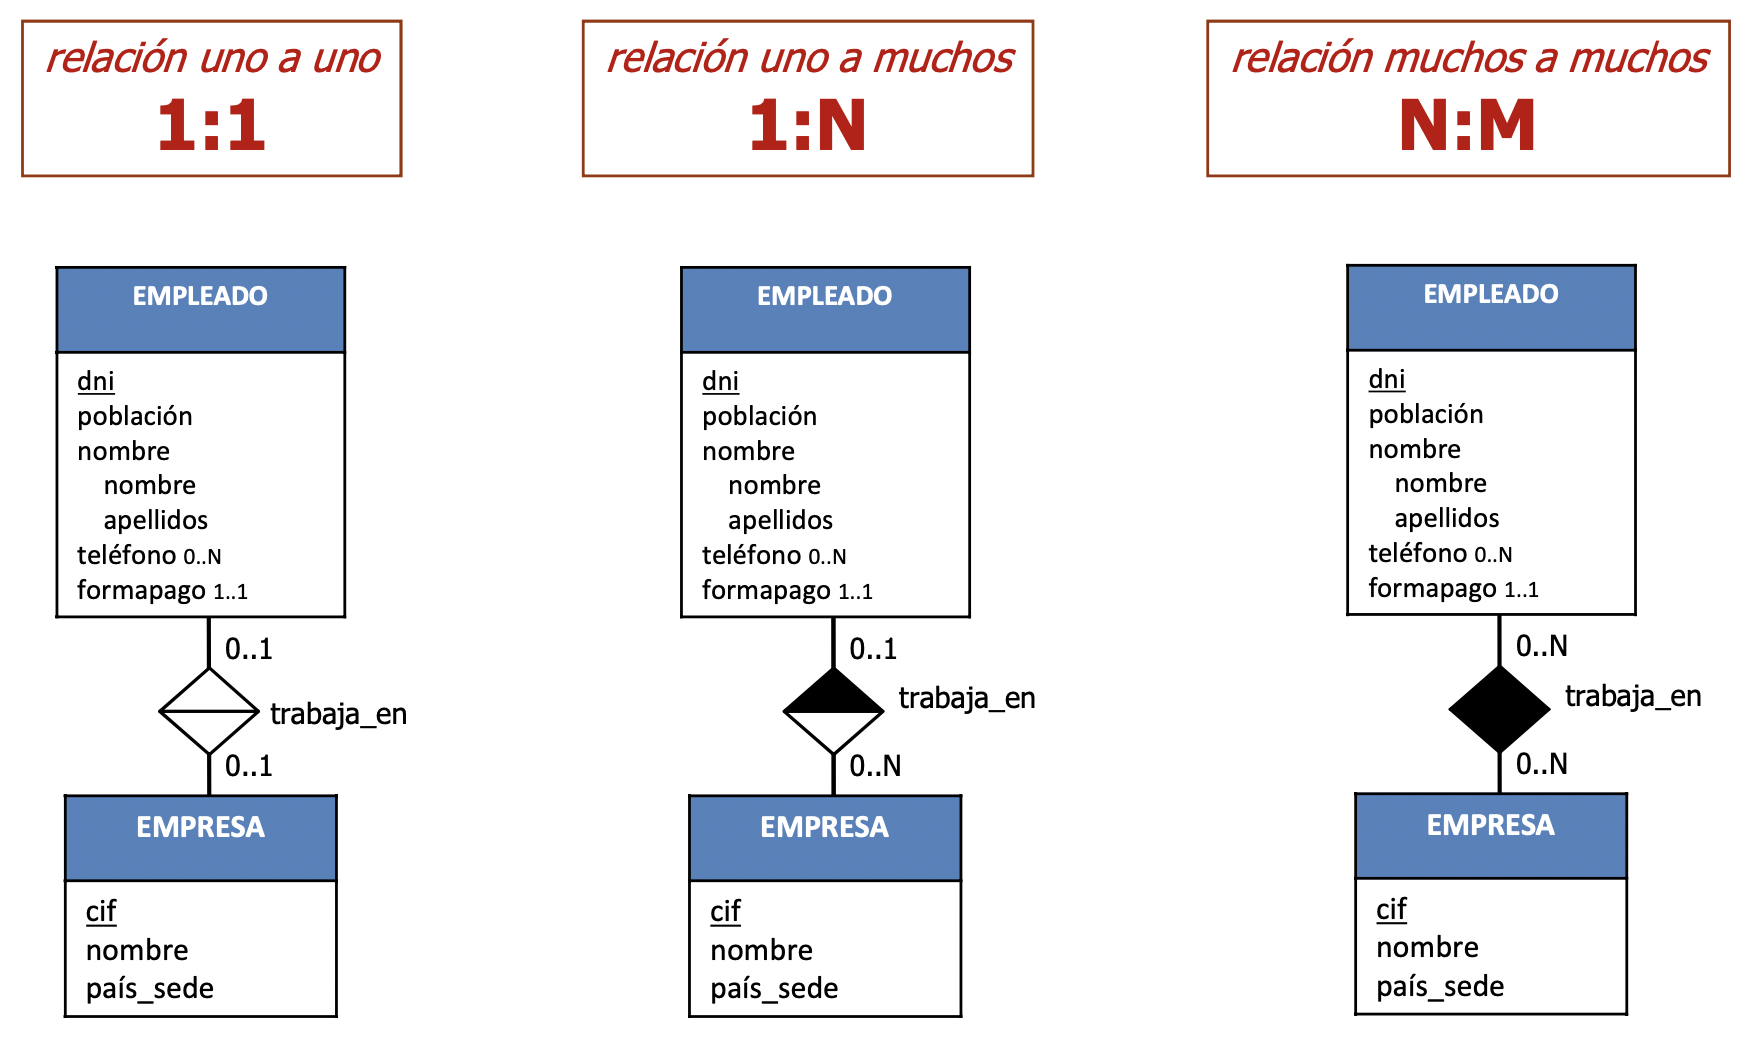 relación uno a uno
1:1
relación uno a muchos
1:N
relación muchos a muchos
N:M
EMPLEADO
dni
población
nombre
nombre
apellidos
teléfono 0..N
formapago 1..1
0..1
trabaja_en
0..1
EMPRESA
cif
nombre
país_sede
EMPLEADO
dni
población
nombre
nombre
apellidos
teléfono 0..N
formapago 1..1
0..1
trabaja_en
0..N
EMPRESA
cif
nombre
país_sede
EMPLEADO
dni
población
nombre
nombre
apellidos
teléfono 0..N
formapago 1..1
0..N
trabaja_en
0..N
EMPRESA
cif
nombre
país_sede